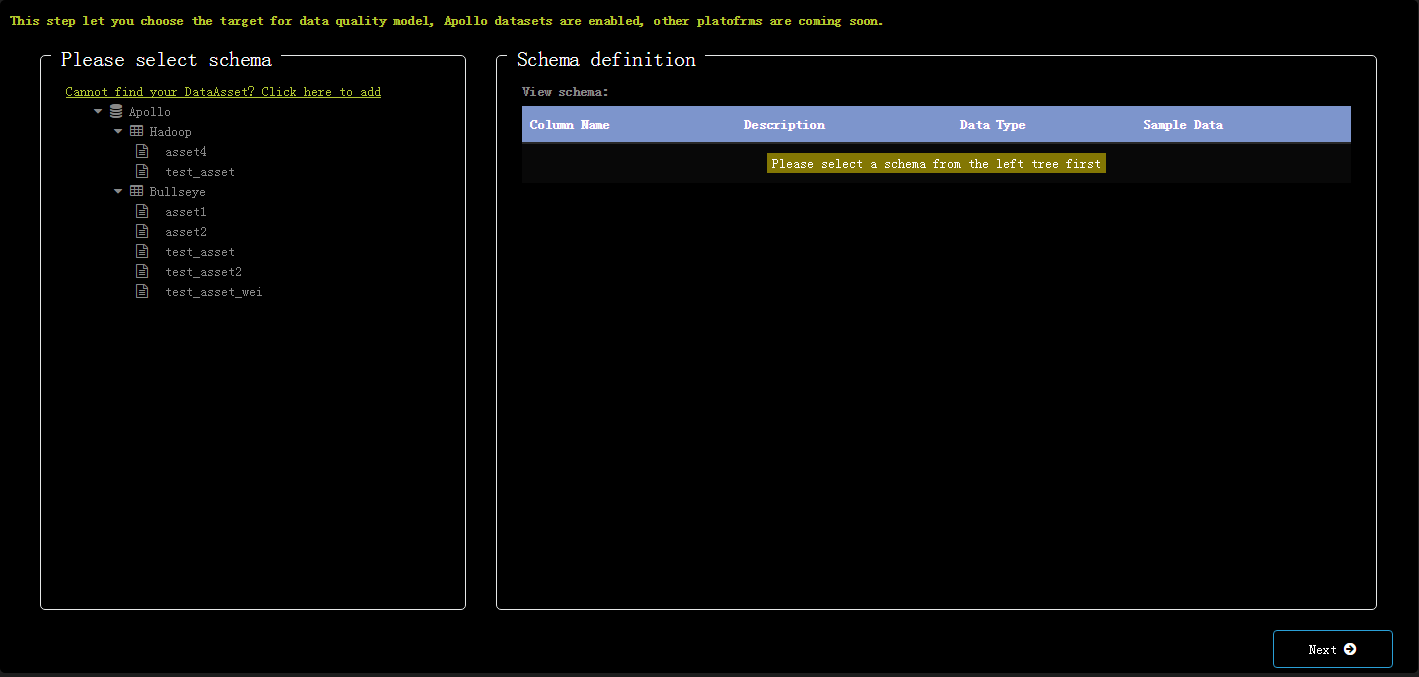 This step let you choose the target for data quality model, Apollo datasets are enabled, other platofrms are coming soon.
Please select schema
Cannot find your DataAsset? Click here to add
Apollo
Hadoop
asset4
test_asset
Bullseye
asset1
asset2
test_asset
test_asset2
test_asset_wei
Schema definition
View schema:
Column Name Description Data Type Sample Data
Please select a schema from the left tree first
Next